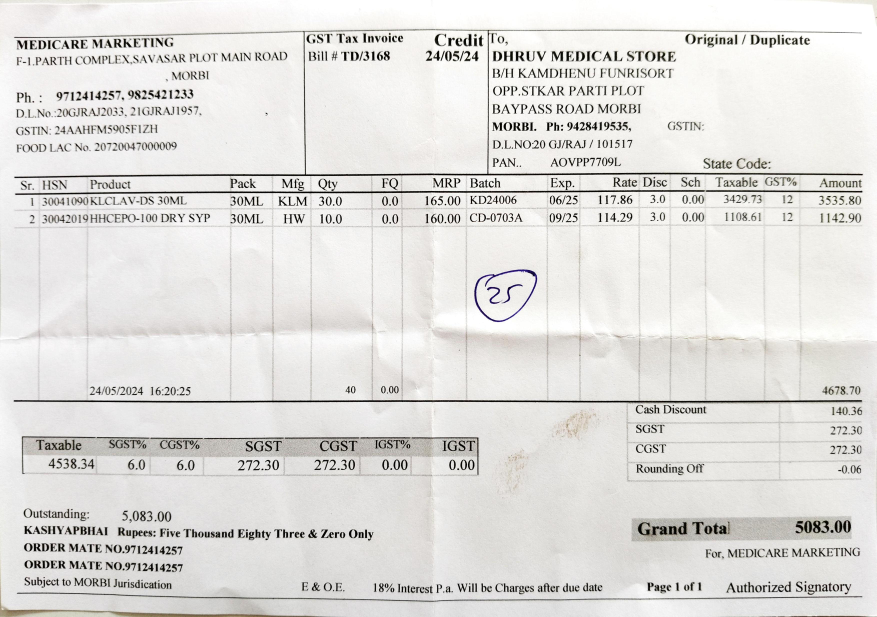 MEDICARE MARKETING
F-1.PARTH COMPLEX,SAVASAR PLOT MAIN ROAD
, MORBI
Ph. : 9712414257, 9825421233
D.L.No.:20GJRAJ2033, 21GJRAJ1957, ,
GSTIN: 24AAHFM5905F1ZH
FOOD LAC No. 20720047000009
GST Tax Invoice Credit
Bill # TD/3168 24/05/24
To, Original / Duplicate
DHRUV MEDICAL STORE
B/H KAMDHENU FUNRISORT
OPP.STKAR PARTI PLOT
BAYPASS ROAD MORBI
MORBI. Ph: 9428419535, GSTIN:
D.L.NO:20 GJ/RAJ / 101517
PAN.. AOVPP7709L State Code:
Sr. HSN Product Pack Mfg Qty FQ MRP Batch Exp. Rate Disc Sch Taxable GST% Amount
1 30041090 KLCLAV-DS 30ML 30ML KLM 30.0 0.0 165.00 KD24006 06/25 117.86 3.0 0.00 3429.73 12 3535.80
2 30042019 HHCEPO-100 DRY SYP 30ML HW 10.0 0.0 160.00 CD-0703A 09/25 114.29 3.0 0.00 1108.61 12 1142.90
25
24/05/2024 16:20:25 40 0.00 4678.70
Cash Discount 140.36
SGST 272.30
CGST 272.30
Rounding Off -0.06
Taxable SGST% CGST% SGST CGST IGST% IGST
4538.34 6.0 6.0 272.30 272.30 0.00 0.00
Outstanding: 5,083.00
KASHYAPBHAI Rupees: Five Thousand Eighty Three & Zero Only
Grand Total 5083.00
ORDER MATE NO.9712414257
For, MEDICARE MARKETING
ORDER MATE NO.9712414257
Subject to MORBI Jurisdication E & O.E. 18% Interest P.a. Will be Charges after due date Page 1 of 1 Authorized Signatory